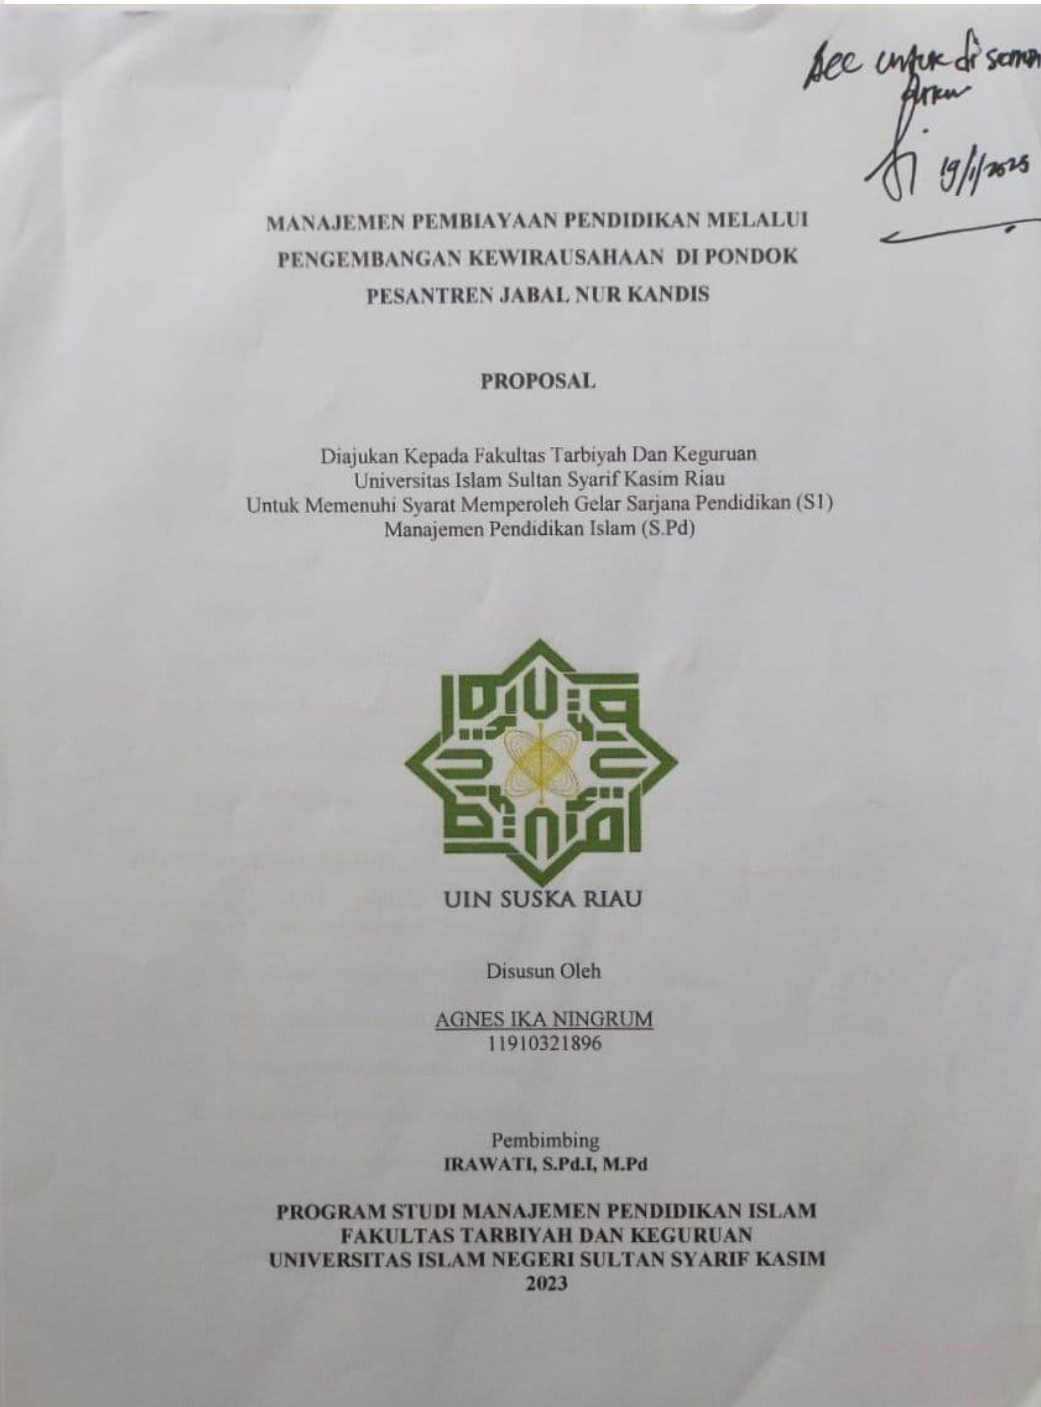 Acc untuk di semi
19/1/2023
MANAJEMEN PEMBIAYAAN PENDIDIKAN MELALUI
PENGEMBANGAN KEWIRAUSAHAAN DI PONDOK
PESANTREN JABAL NUR KANDIS
PROPOSAL
Diajukan Kepada Fakultas Tarbiyah Dan Keguruan
Universitas Islam Sultan Syarif Kasim Riau
Untuk Memenuhi Syarat Memperoleh Gelar Sarjana Pendidikan (S1)
Manajemen Pendidikan Islam (S.Pd)
UIN SUSKA RIAU
Disusun Oleh
AGNES IKA NINGRUM
11910321896
Pembimbing
IRAWATI, S.Pd.I, M.Pd
PROGRAM STUDI MANAJEMEN PENDIDIKAN ISLAM
FAKULTAS TARBIYAH DAN KEGURUAN
UNIVERSITAS ISLAM NEGERI SULTAN SYARIF KASIM
2023